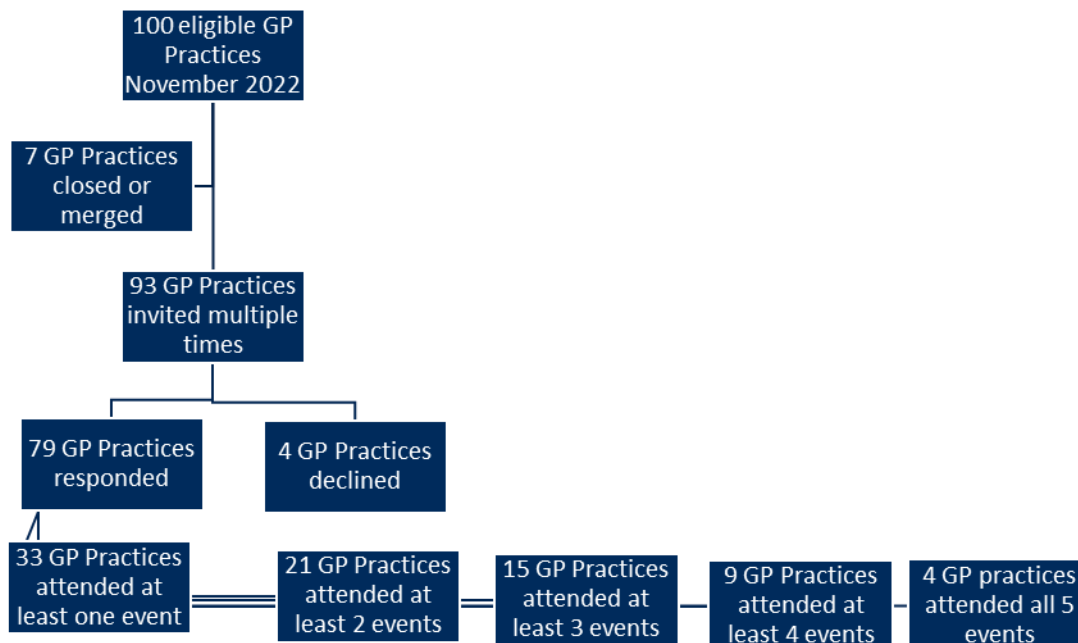 100 eligible GP
Practices
November 2022
7 GP Practices
closed or
merged
93 GP Practices
invited multiple
times
79 GP Practices
responded
4 GP Practices
declined
33 GP Practices
attended at
least one event
21 GP Practices
attended at
least 2 events
15 GP Practices
attended at
least 3 events
9 GP Practices
attended at
least 4 events
4 GP practices
attended all 5
events